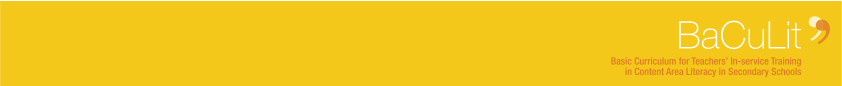 BaCuLit
Basic Curriculum for Teachers' In-service Training
in Content Area Literacy in Secondary Schools